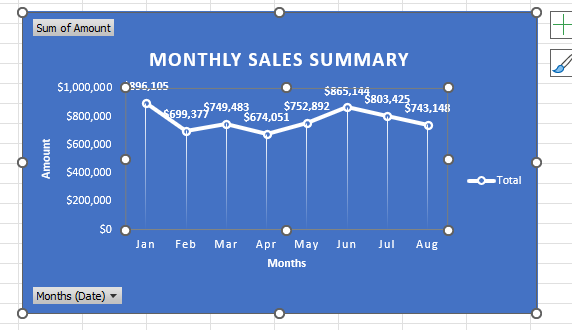 Sum of Amount
MONTHLY SALES SUMMARY
$1,000,000
$800,000
$600,000
$400,000
$200,000
$0
Amount
$896,105
$699,377
$749,483
$674,051
$752,892
$865,144
$803,425
$743,148
Jan Feb Mar Apr May Jun Jul Aug
Months
Total
Months (Date)